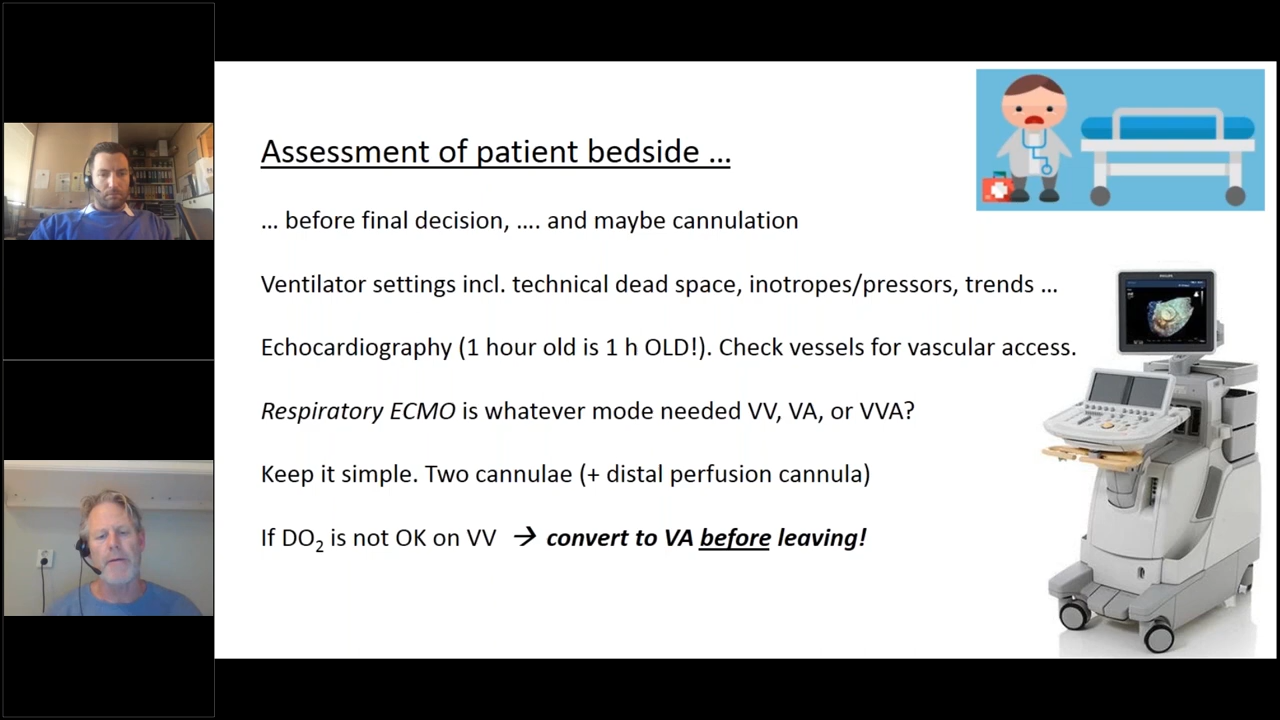 Assessment of patient bedside ...
... before final decision, .... and maybe cannulation
Ventilator settings incl. technical dead space, inotropes/pressors, trends ...
Echocardiography (1 hour old is 1 h OLD!). Check vessels for vascular access.
Respiratory ECMO is whatever mode needed VV, VA, or VVA?
Keep it simple. Two cannulae (+ distal perfusion cannula)
If DO₂ is not OK on VV → convert to VA before leaving!
PHILIPS